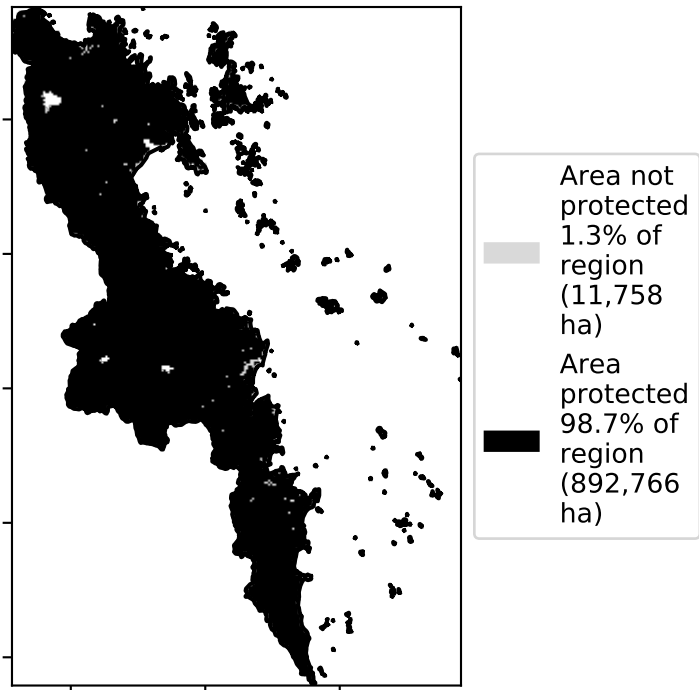 Area not
protected
1.3% of
region
(11,758
ha)
Area
protected
98.7% of
region
(892,766
ha)